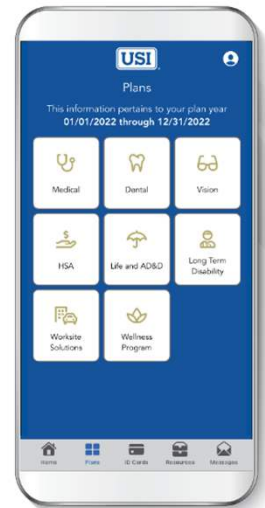 USI
Plans
This information pertains to your plan year
01/01/2022 through 12/31/2022
Medical
Dental
Vision
HSA
Life and AD&D
Long Term
Disability
Worksite
Solutions
Wellness
Program
Home
Plans
ID Cards
Resources
Messages